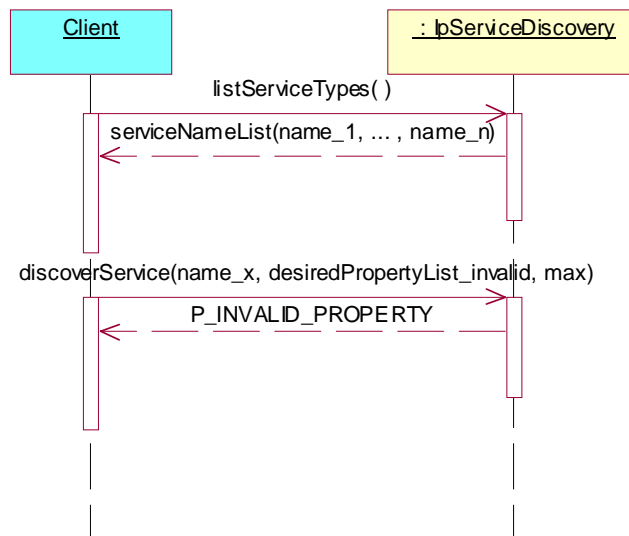 Client
: IpServiceDiscovery
listServiceTypes( )
serviceNameList(name_1, ... , name_n)
discoverService(name_x, desiredPropertyList_invalid, max)
P_INVALID_PROPERTY